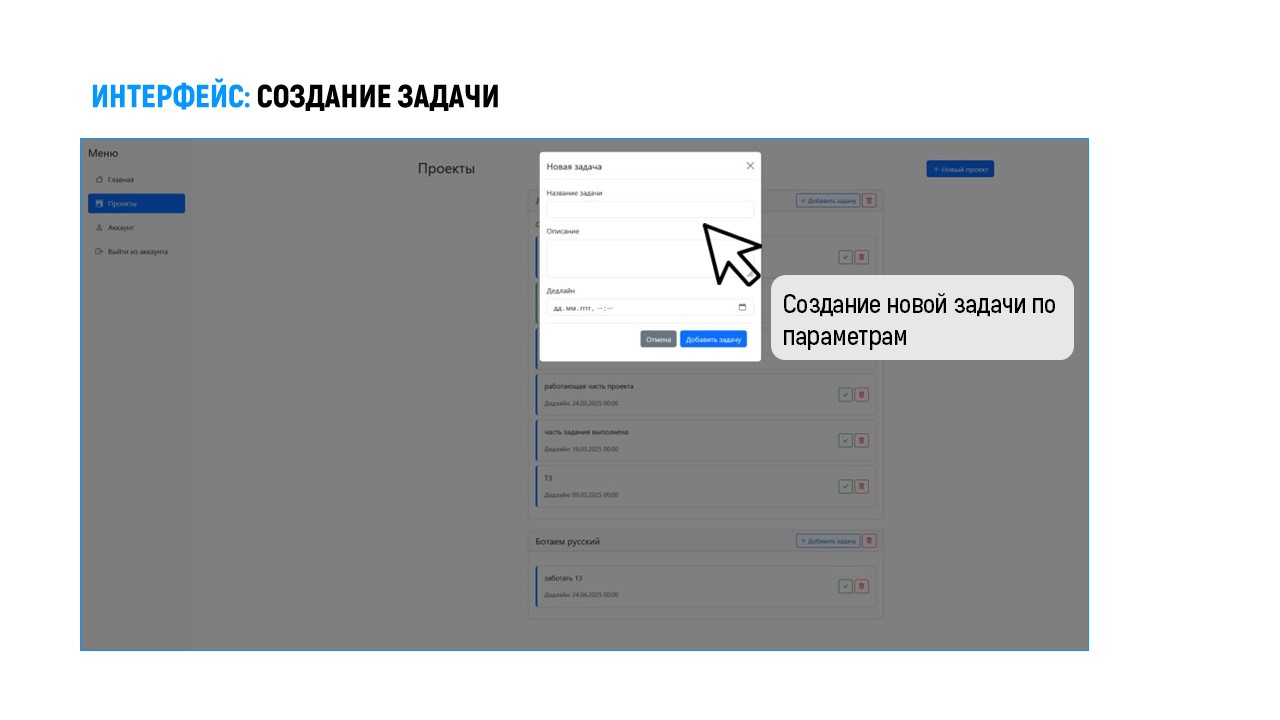 ИНТЕРФЕЙС: СОЗДАНИЕ ЗАДАЧИ
Меню
Главная
Проекты
Аккаунт
Выйти из аккаунта
Проекты
+ Новый проект
Новая задача
Название задачи
Описание
Дедлайн
дд.мм.гггг, --:--
Отмена
Добавить задачу
+ Добавить задачу
Создание новой задачи по
параметрам
работающая часть проекта
Дедлайн: 24.03.2025 00:00
часть задания выполнена
Дедлайн: 16.03.2025 00:00
ТЗ
Дедлайн: 09.03.2025 00:00
Ботаем русский
+ Добавить задачу
заботать 13
Дедлайн: 24.04.2025 00:00